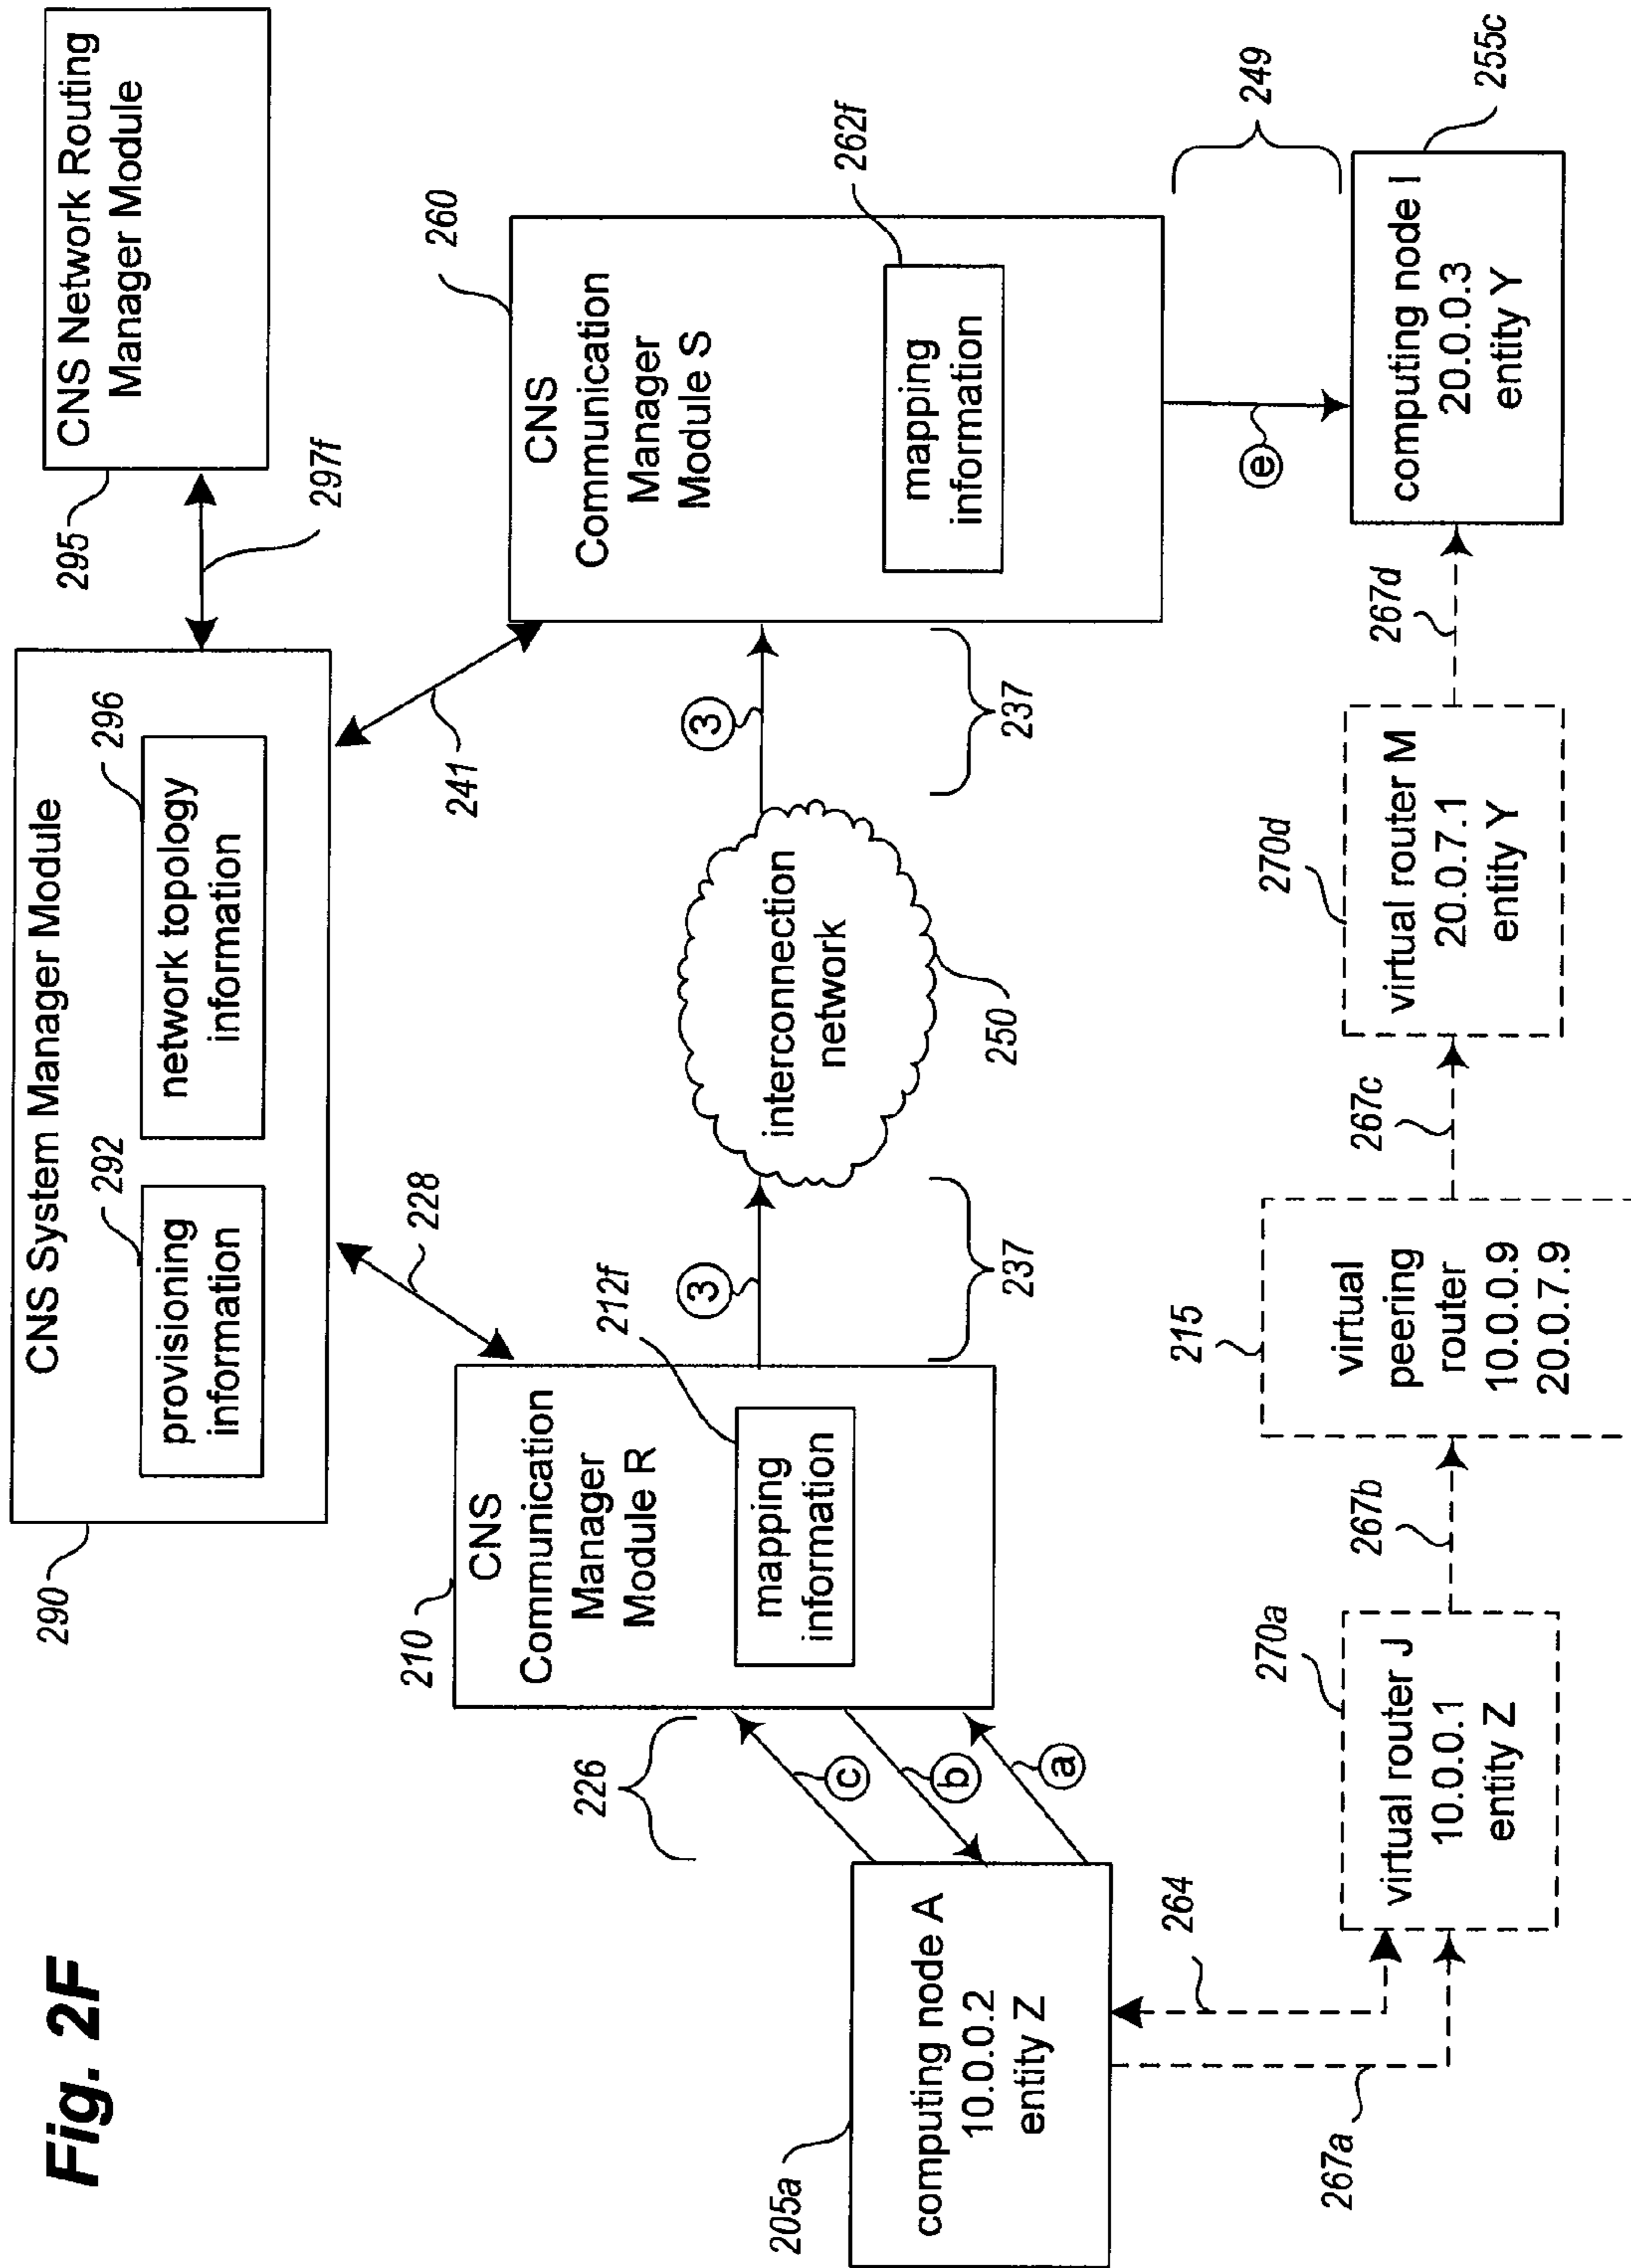 Fig. 2F
290
CNS System Manager Module
292
provisioning
information
296
network topology
information
295
CNS Network Routing
Manager Module
297f
228
241
210
CNS
Communication
Manager
Module R
212f
mapping
information
260
CNS
Communication
Manager
Module S
262f
mapping
information
226
c
b
a
3
237
interconnection
network
250
3
237
e
249
205a
computing node A
10.0.0.2
entity Z
264
267a
270a
virtual router J
10.0.0.1
entity Z
267b
215
virtual
peering
router
10.0.0.9
20.0.7.9
267c
270d
virtual router M
20.0.7.1
entity Y
267d
255c
computing node I
20.0.0.3
entity Y